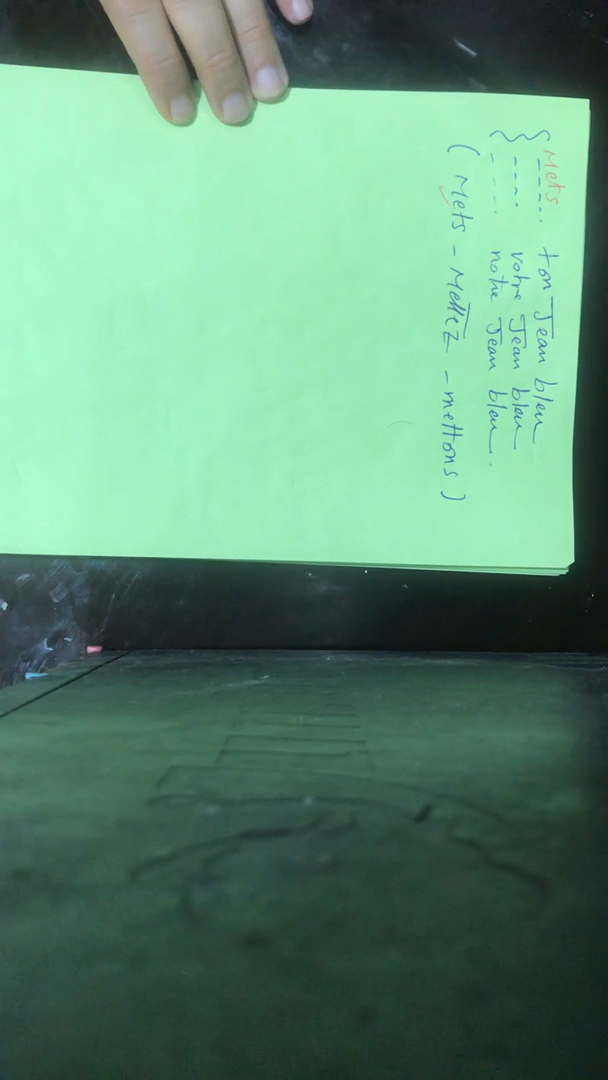 { Mets ton Jean bleu
{ ---- votre Jean bleu
---- notre Jean bleu.
( Mets - Mettez - mettons )